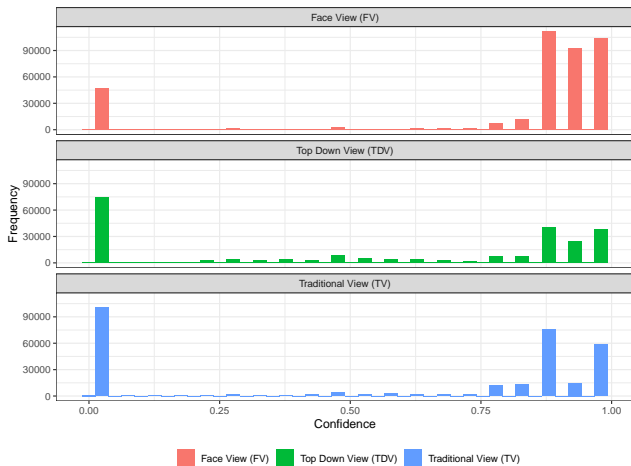 Face View (FV)
90000
60000
30000
0
Top Down View (TDV)
90000
60000
30000
0
Traditional View (TV)
90000
60000
30000
0
Frequency
0.00 0.25 0.50 0.75 1.00
Confidence
Face View (FV) Top Down View (TDV) Traditional View (TV)